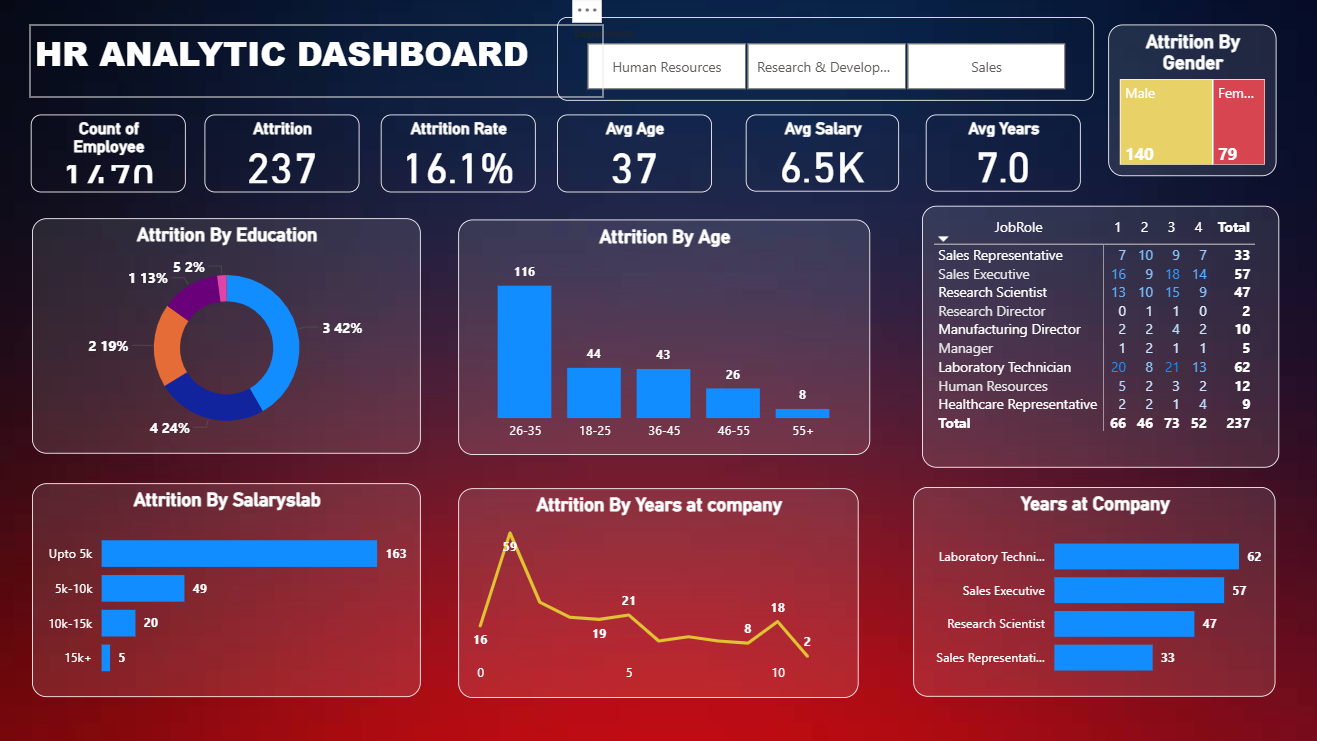 HR ANALYTIC DASHBOARD
Human Resources
Research & Develop...
Sales
Attrition By
Gender
Male
Fem...
140
79
Count of
Employee
1470
Attrition
237
Attrition Rate
16.1%
Avg Age
37
Avg Salary
6.5K
Avg Years
7.0
Attrition By Education
5 2%
1 13%
3 42%
2 19%
4 24%
Attrition By Age
116
44
43
26
8
26-35
18-25
36-45
46-55
55+
JobRole 1 2 3 4 Total
Sales Representative 7 10 9 7 33
Sales Executive 16 9 18 14 57
Research Scientist 13 10 15 9 47
Research Director 0 1 1 0 2
Manufacturing Director 2 2 4 2 10
Manager 1 2 1 1 5
Laboratory Technician 20 8 21 13 62
Human Resources 5 2 3 2 12
Healthcare Representative 2 2 1 4 9
Total 66 46 73 52 237
Attrition By Salaryslab
Upto 5k 163
5k-10k 49
10k-15k 20
15k+ 5
Attrition By Years at company
59
16
19
21
8
18
2
0
5
10
Years at Company
Laboratory Techni... 62
Sales Executive 57
Research Scientist 47
Sales Representati... 33